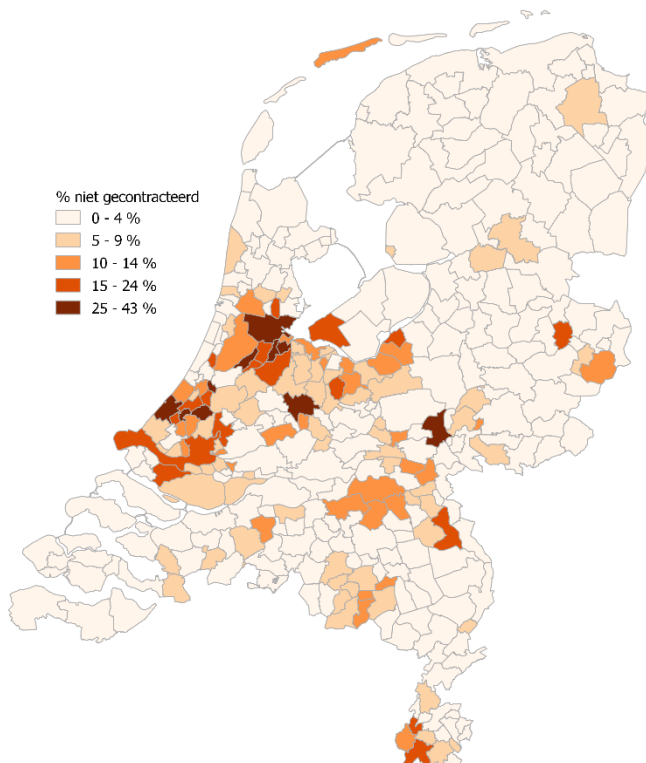 % niet gecontracteerd
0 - 4 %
5 - 9 %
10 - 14 %
15 - 24 %
25 - 43 %